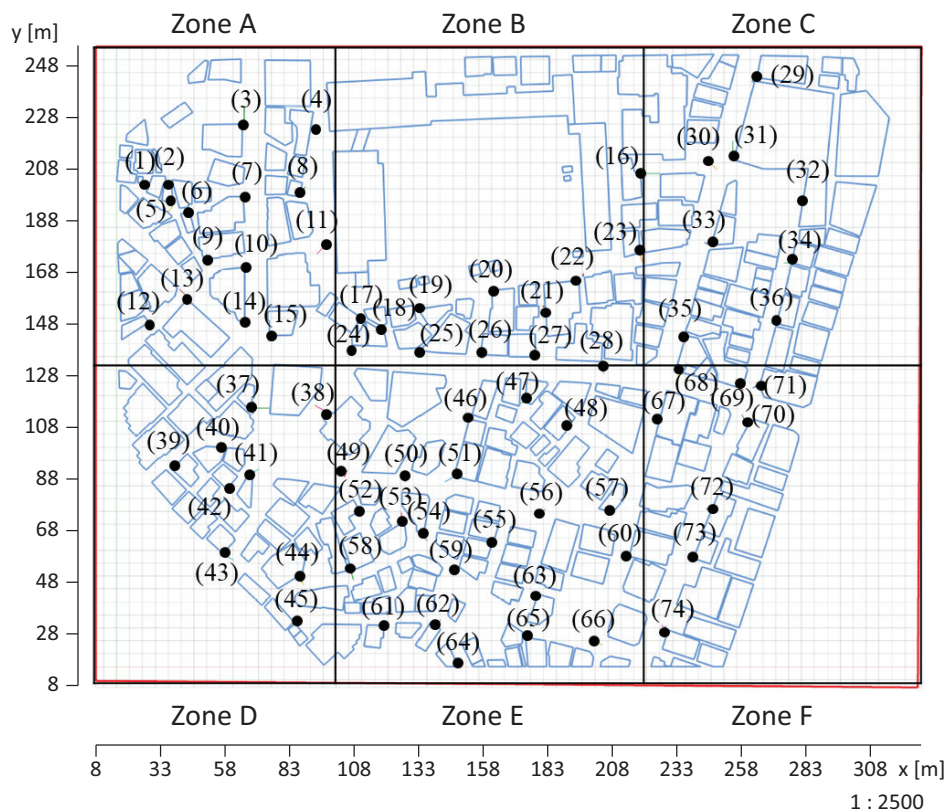 Zone A Zone B Zone C
y [m]
248
228
208
188
168
148
128
108
88
68
48
28
8
(3) (4) (29)
(30) (31)
(1) (2) (7) (8) (16) (32)
(5) (6)
(9) (10) (11) (23) (33) (34)
(13) (20) (22)
(12) (14) (15) (17) (18) (19) (21) (35) (36)
(24) (25) (26) (27) (28)
(37) (38) (47) (67) (68) (69) (71)
(39) (40) (46) (48) (70)
(41) (49) (50) (51)
(42) (52) (53) (54) (55) (56) (57) (72)
(43) (44) (58) (59) (60) (73)
(45) (61) (62) (63) (74)
(64) (65) (66)
Zone D Zone E Zone F
8 33 58 83 108 133 158 183 208 233 258 283 308 x [m]
1 : 2500